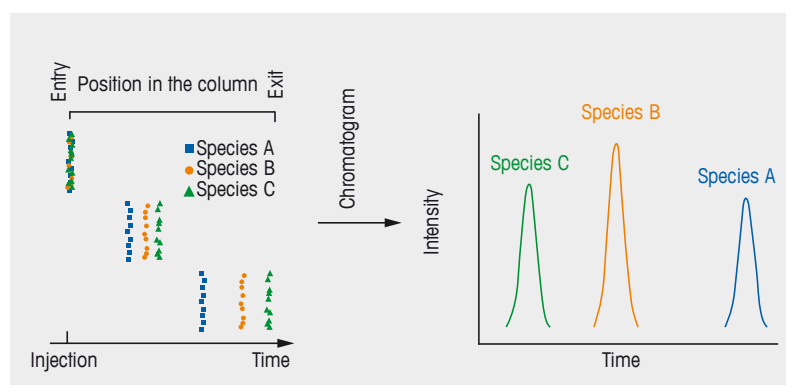 Entry
Position in the column
Exit
Species A
Species B
Species C
Injection
Time
Chromatogram
Intensity
Species C
Species B
Species A
Time